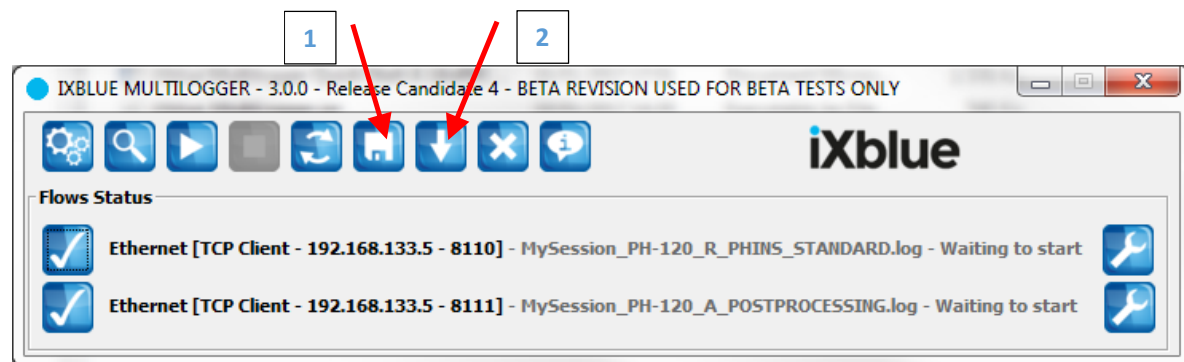 1
2
IXBLUE MULTILOGGER - 3.0.0 - Release Candidate 4 - BETA REVISION USED FOR BETA TESTS ONLY
iXblue
Flows Status
Ethernet [TCP Client - 192.168.133.5 - 8110] - MySession_PH-120_R_PHINS_STANDARD.log - Waiting to start
Ethernet [TCP Client - 192.168.133.5 - 8111] - MySession_PH-120_A_POSTPROCESSING.log - Waiting to start